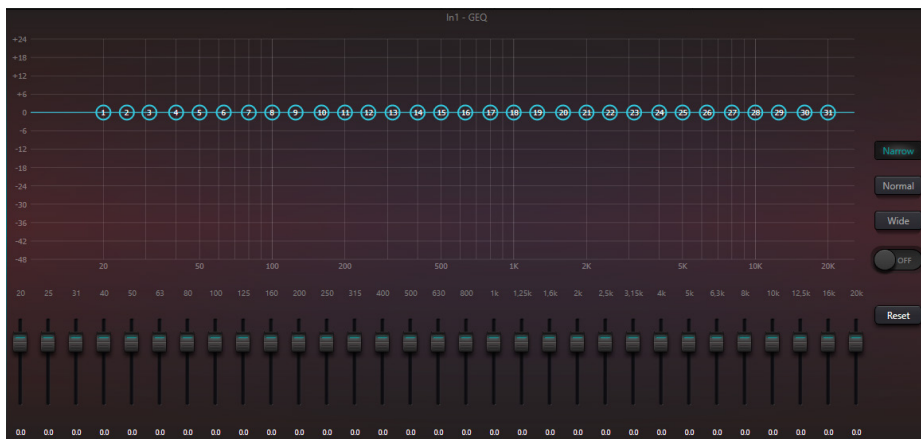 In1 - GEQ
+24
+18
+12
+6
0
1 2 3 4 5 6 7 8 9 10 11 12 13 14 15 16 17 18 19 20 21 22 23 24 25 26 27 28 29 30 31
-6
-12
-18
-24
-30
-36
-42
-48
20 50 100 200 500 1K 2K 5K 10K 20K
Narrow
Normal
Wide
OFF
Reset
20 25 31 40 50 63 80 100 125 160 200 250 315 400 500 630 800 1k 1,25k 1,6k 2k 2,5k 3,15k 4k 5k 6,3k 8k 10k 12,5k 16k 20k
0.0 0.0 0.0 0.0 0.0 0.0 0.0 0.0 0.0 0.0 0.0 0.0 0.0 0.0 0.0 0.0 0.0 0.0 0.0 0.0 0.0 0.0 0.0 0.0 0.0 0.0 0.0 0.0 0.0 0.0 0.0